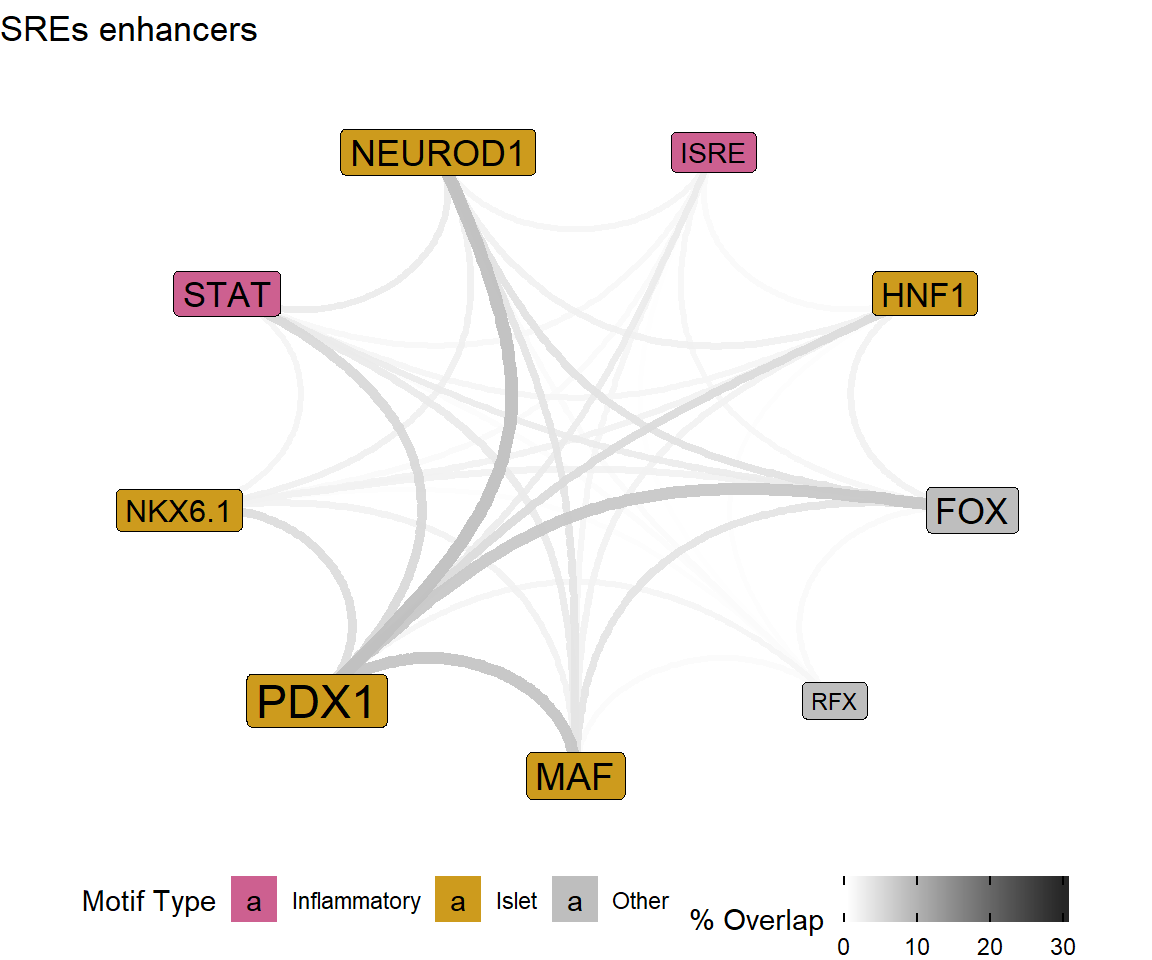 SREs enhancers
NEUROD1
ISRE
STAT
HNF1
NKX6.1
FOX
PDX1
RFX
MAF
Motif Type a Inflammatory a Islet a Other
% Overlap
0 10 20 30